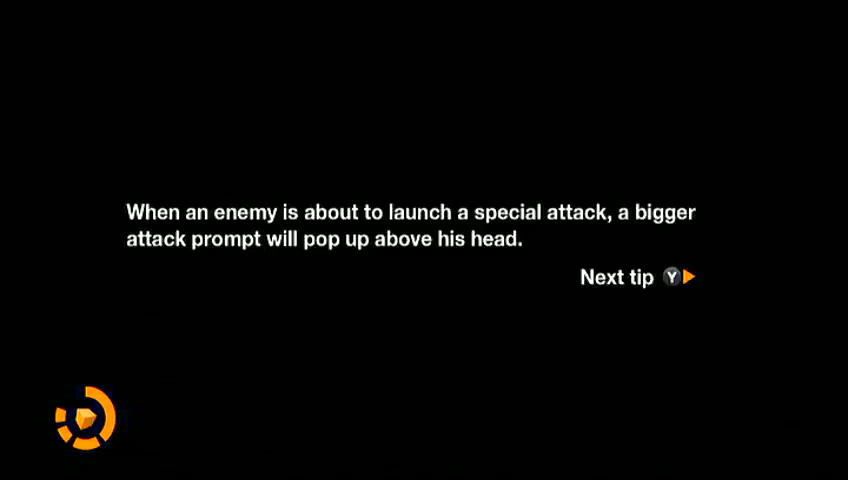 When an enemy is about to launch a special attack, a bigger
attack prompt will pop up above his head.
Next tip Y